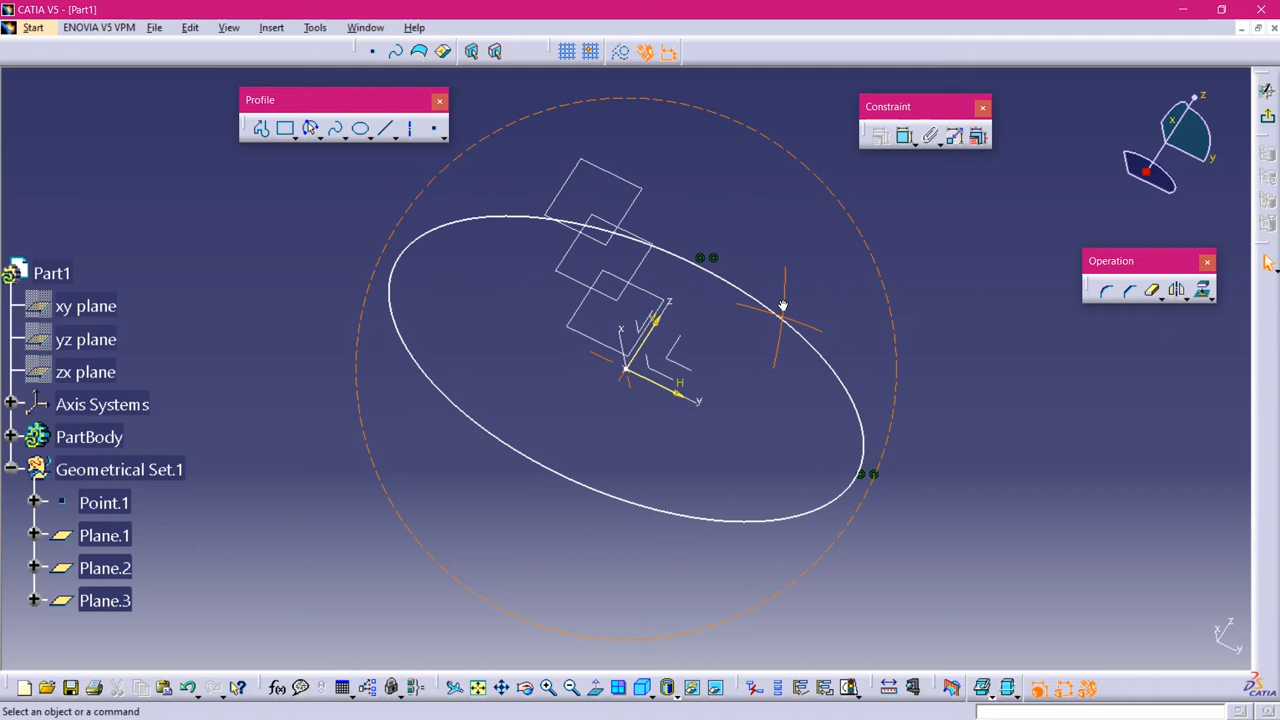 CATIA V5 - [Part1]
Start ENOVIA V5 VPM File Edit View Insert Tools Window Help
Profile
Constraint
z
x
y
Operation
Part1
xy plane
yz plane
zx plane
Axis Systems
PartBody
Geometrical Set.1
Point.1
Plane.1
Plane.2
Plane.3
z
x
V
H
y
z
x
y
f(x)
CATIA
Select an object or a command